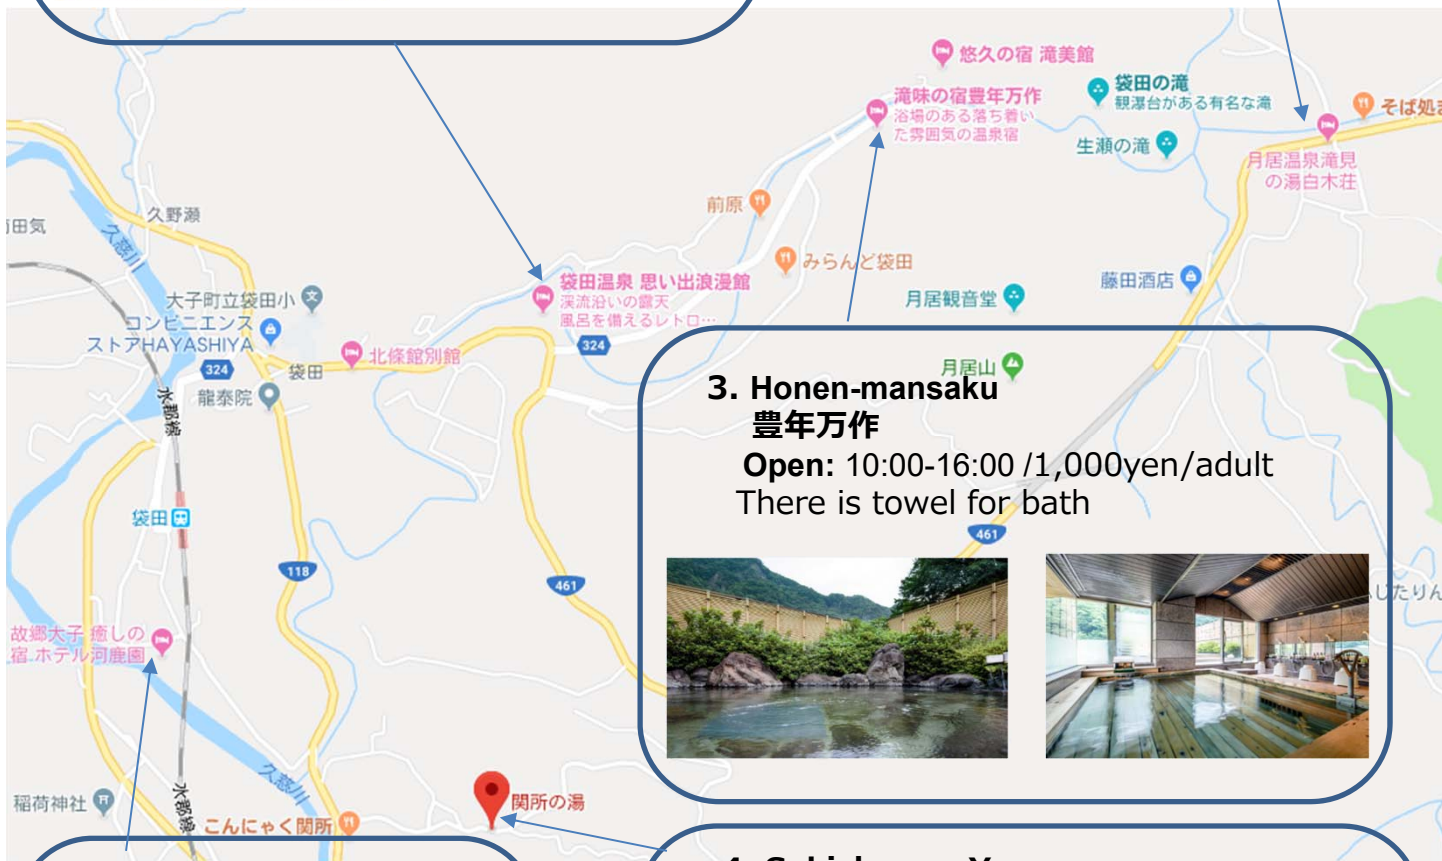 悠久の宿 滝美館
袋田の滝
観瀑台がある有名な滝
滝味の宿豊年万作
浴場のある落ち着い
た雰囲気の温泉宿
そば処
生瀬の滝
月居温泉滝見
の湯白木荘
前原
久野瀬
田気
久慈川
みらんど袋田
袋田温泉 思い出浪漫館
渓流沿いの露天
風呂を備えるレトロ…
藤田酒店
月居観音堂
大子町立袋田小
コンビニエンス
ストアHAYASHIYA
324
北條館別館
324
袋田
龍泰院
水郡線
月居山
3. Honen-mansaku
豊年万作
Open: 10:00-16:00 /1,000yen/adult
There is towel for bath
袋田
461
118
461
じたりん
故郷大子 癒しの
宿 ホテル河鹿園
久慈川
稲荷神社
水郡線
こんにゃく関所
関所の湯